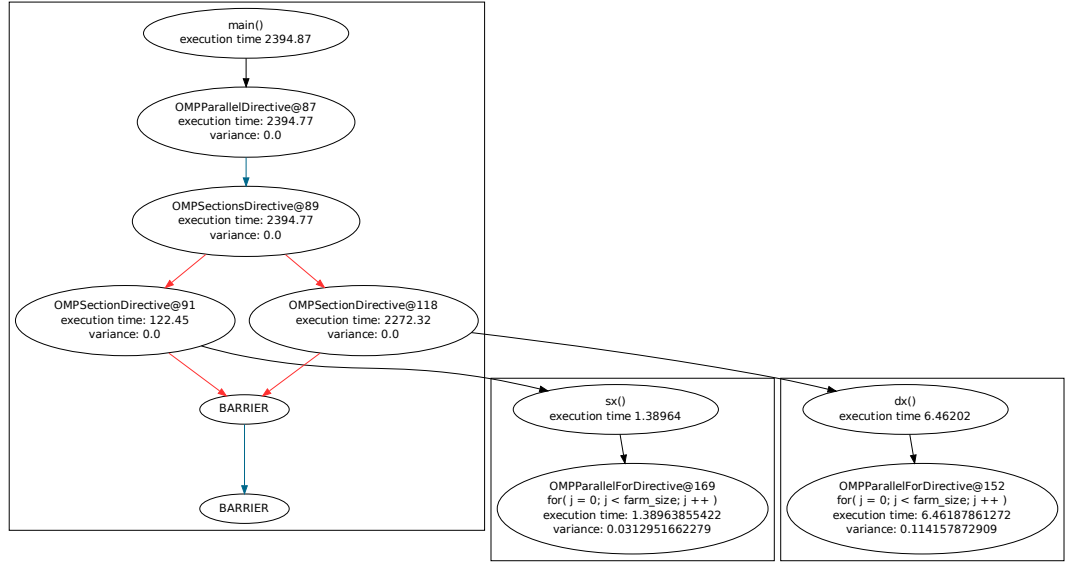 main()
execution time 2394.87
OMPParallelDirective@87
execution time: 2394.77
variance: 0.0
OMPSectionsDirective@89
execution time: 2394.77
variance: 0.0
OMPSectionDirective@91
execution time: 122.45
variance: 0.0
OMPSectionDirective@118
execution time: 2272.32
variance: 0.0
BARRIER
BARRIER
sx()
execution time 1.38964
OMPParallelForDirective@169
for( j = 0; j < farm_size; j ++ )
execution time: 1.38963855422
variance: 0.0312951662279
dx()
execution time 6.46202
OMPParallelForDirective@152
for( j = 0; j < farm_size; j ++ )
execution time: 6.46187861272
variance: 0.114157872909